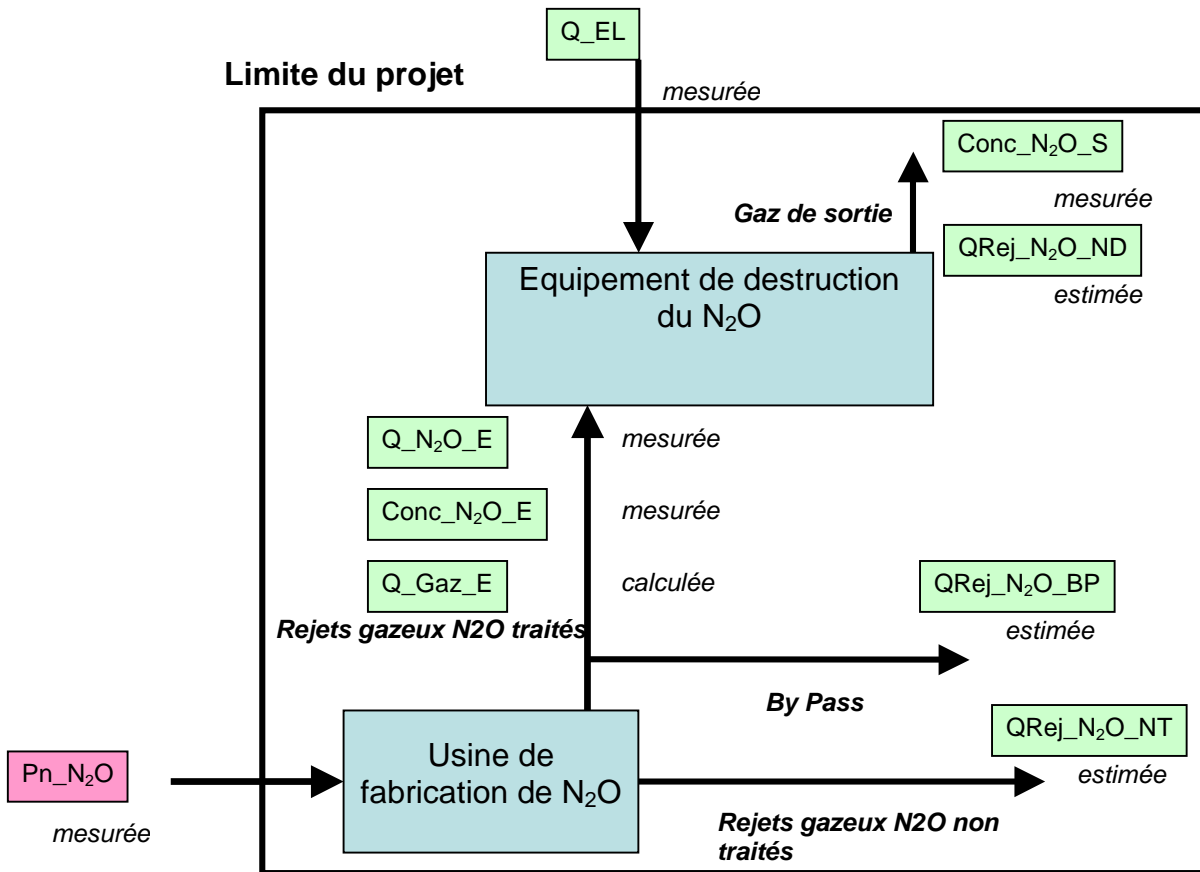 Q_EL
Limite du projet
mesurée
Conc_N₂O_S
mesurée
Gaz de sortie
QRej_N₂O_ND
estimée
Equipement de destruction
du N₂O
Q_N₂O_E
mesurée
Conc_N₂O_E
mesurée
Q_Gaz_E
calculée
QRej_N₂O_BP
estimée
Rejets gazeux N2O traités
By Pass
QRej_N₂O_NT
estimée
Usine de
fabrication de N₂O
Pn_N₂O
mesurée
Rejets gazeux N2O non
traités